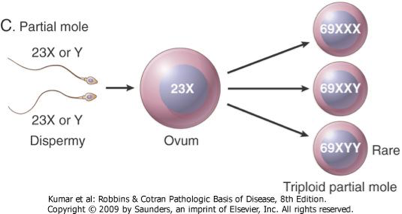 C. Partial mole
23X or Y
23X or Y
Dispermy
23X
Ovum
69XXX
69XXY
69XYY
Rare
Triploid partial mole
Kumar et al: Robbins & Cotran Pathologic Basis of Disease, 8th Edition.
Copyright © 2009 by Saunders, an imprint of Elsevier, Inc. All rights reserved.